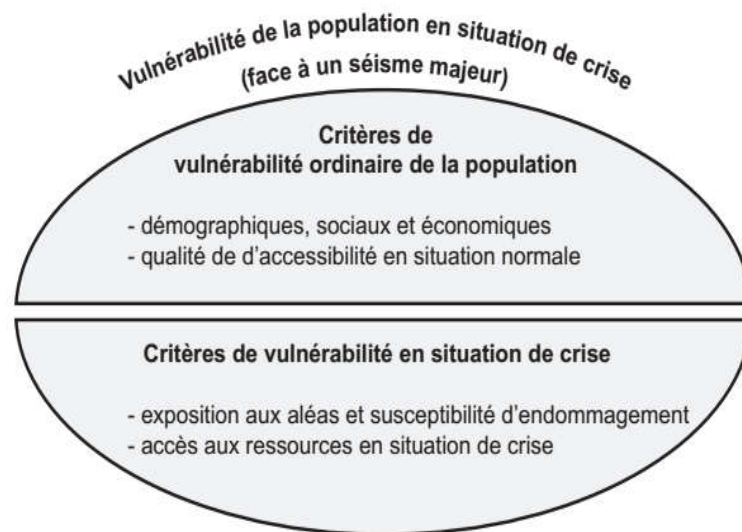 Vulnérabilité de la population en situation de crise
(face à un séisme majeur)
Critères de
vulnérabilité ordinaire de la population
- démographiques, sociaux et économiques
- qualité de d'accessibilité en situation normale
Critères de vulnérabilité en situation de crise
- exposition aux aléas et susceptibilité d'endommagement
- accès aux ressources en situation de crise